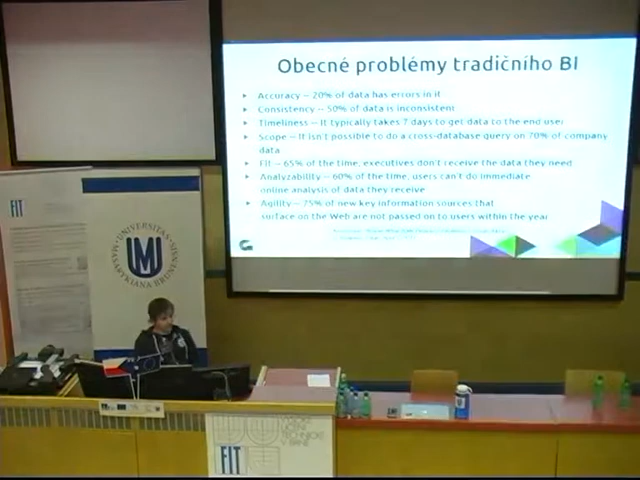 Obecné problémy tradičního BI
Accuracy – 20% of data has errors in it
Consistency – 50% of data is inconsistent
Timeliness – It typically takes 7 days to get data to the end user
Scope – It isn't possible to do a cross-database query on 70% of company
data
Fit – 65% of the time, executives don't receive the data they need
Analyzability – 60% of the time, users can't do immediate
online analysis of data they receive
Agility – 75% of new key information sources that
surface on the Web are not passed on to users within the year
FIT
UNIVERSITAS
MASARYKIANA BRUNENSIS
MU
UČENÍ
TECHNICKÉ
V BRNĚ
FIT